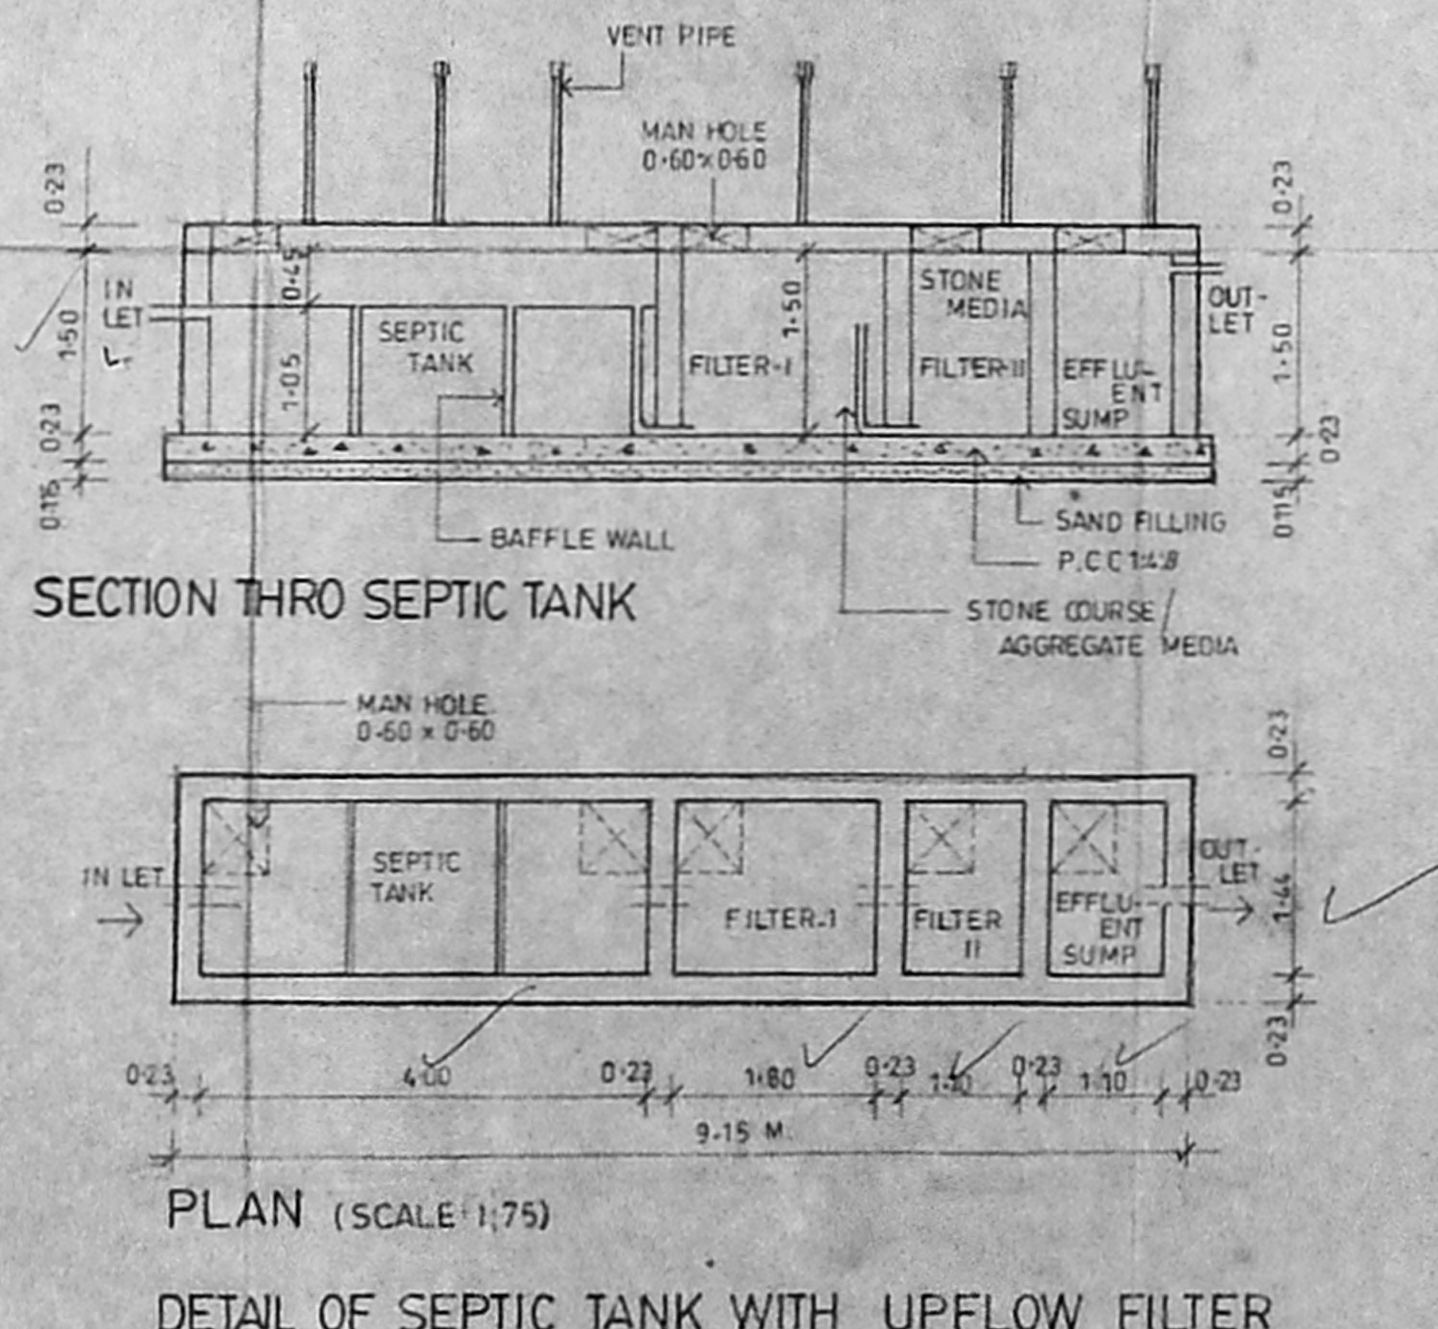 VENT PIPE
MAN HOLE
0.60x0.60
0.23
0.23
IN
LET
1.50
0.45
1.05
SEPTIC
TANK
1.50
FILTER-I
STONE
MEDIA
FILTER-II
EFFLU-
ENT
SUMP
OUT-
LET
1.50
0.23
0.23
0.115
0.115
BAFFLE WALL
SAND FILLING
P.C.C 1:4:8
STONE COURSE /
AGGREGATE MEDIA
SECTION THRO SEPTIC TANK
MAN HOLE
0.60 x 0.60
0.23
IN LET
SEPTIC
TANK
FILTER-I
FILTER
II
EFFLU-
ENT
SUMP
OUT-
LET
1.44
0.23
0.23 4.00 0.23 1.80 0.23 0.23 1.10 0.23
9.15 M.
PLAN (SCALE 1:75)
DETAIL OF SEPTIC TANK WITH UPFLOW FILTER